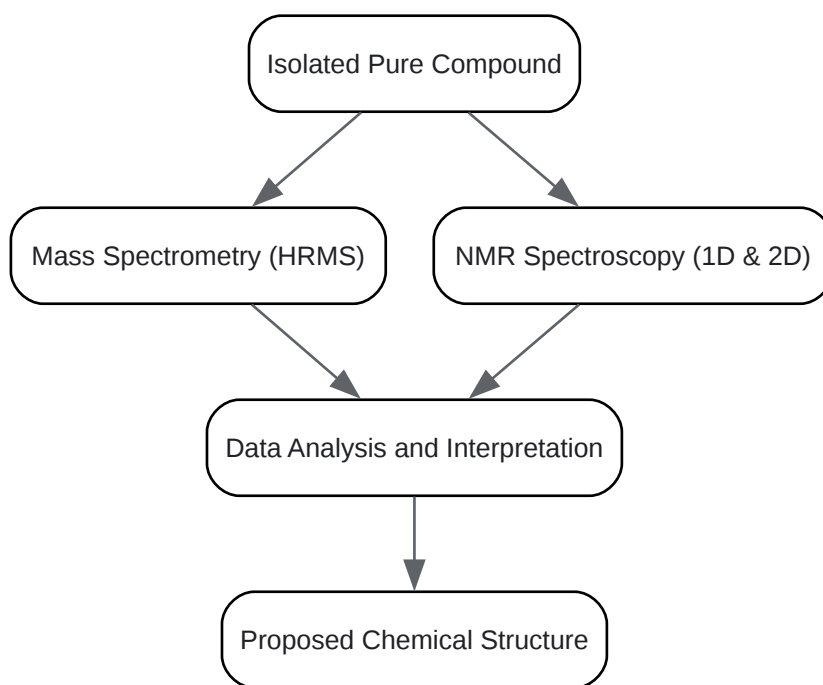 Isolated Pure Compound
Mass Spectrometry (HRMS)
NMR Spectroscopy (1D & 2D)
Data Analysis and Interpretation
Proposed Chemical Structure